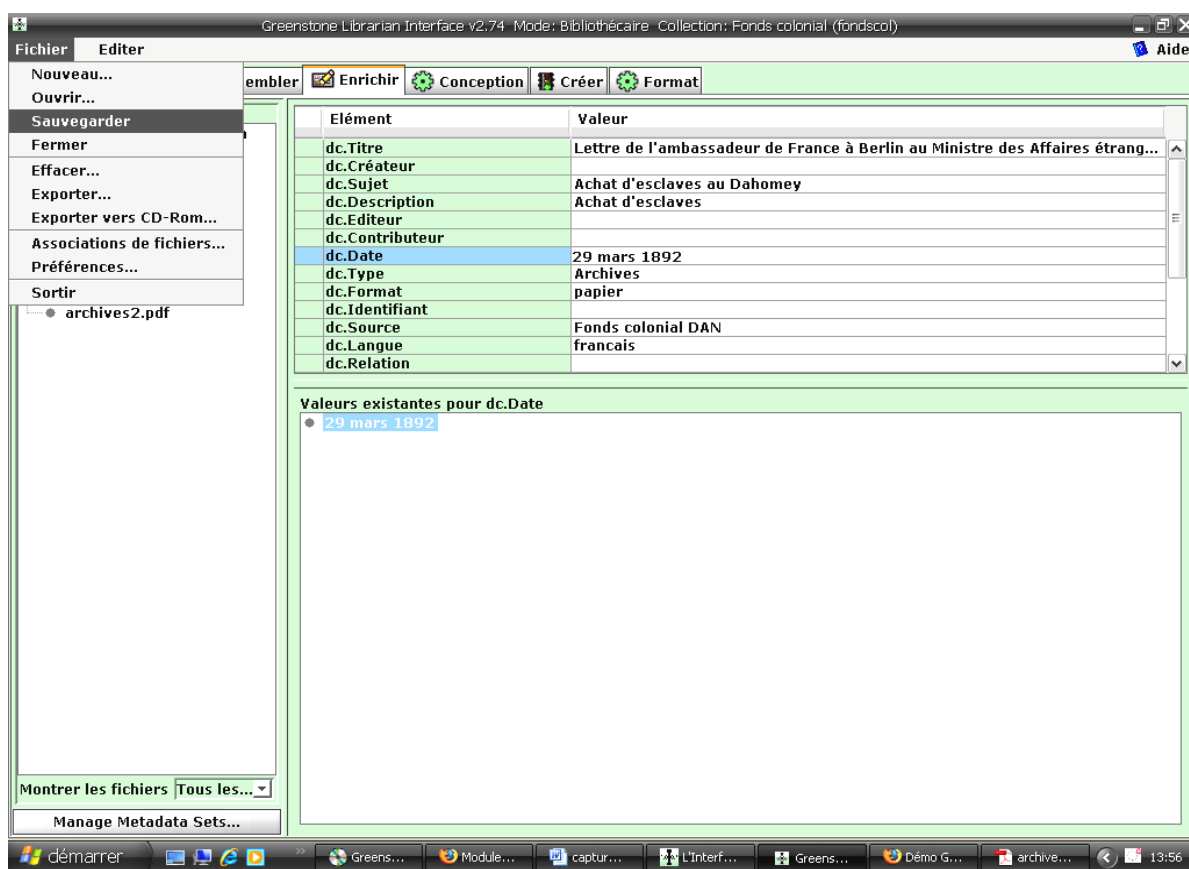 Greenstone Librarian Interface v2.74 Mode: Bibliothécaire Collection: Fonds colonial (fondscol)
Fichier Editer Aide
Nouveau...
Ouvrir...
Sauvegarder
Fermer
Effacer...
Exporter...
Exporter vers CD-Rom...
Associations de fichiers...
Préférences...
Sortir
embler Enrichir Conception Créer Format
archives2.pdf
Elément Valeur
dc.Titre Lettre de l'ambassadeur de France à Berlin au Ministre des Affaires étrang...
dc.Créateur
dc.Sujet Achat d'esclaves au Dahomey
dc.Description Achat d'esclaves
dc.Editeur
dc.Contributeur
dc.Date 29 mars 1892
dc.Type Archives
dc.Format papier
dc.Identifiant
dc.Source Fonds colonial DAN
dc.Langue francais
dc.Relation
Valeurs existantes pour dc.Date
29 mars 1892
Montrer les fichiers Tous les...
Manage Metadata Sets...
démarrer Greens... Module... captur... L'Interf... Greens... Démo G... archive... 13:56